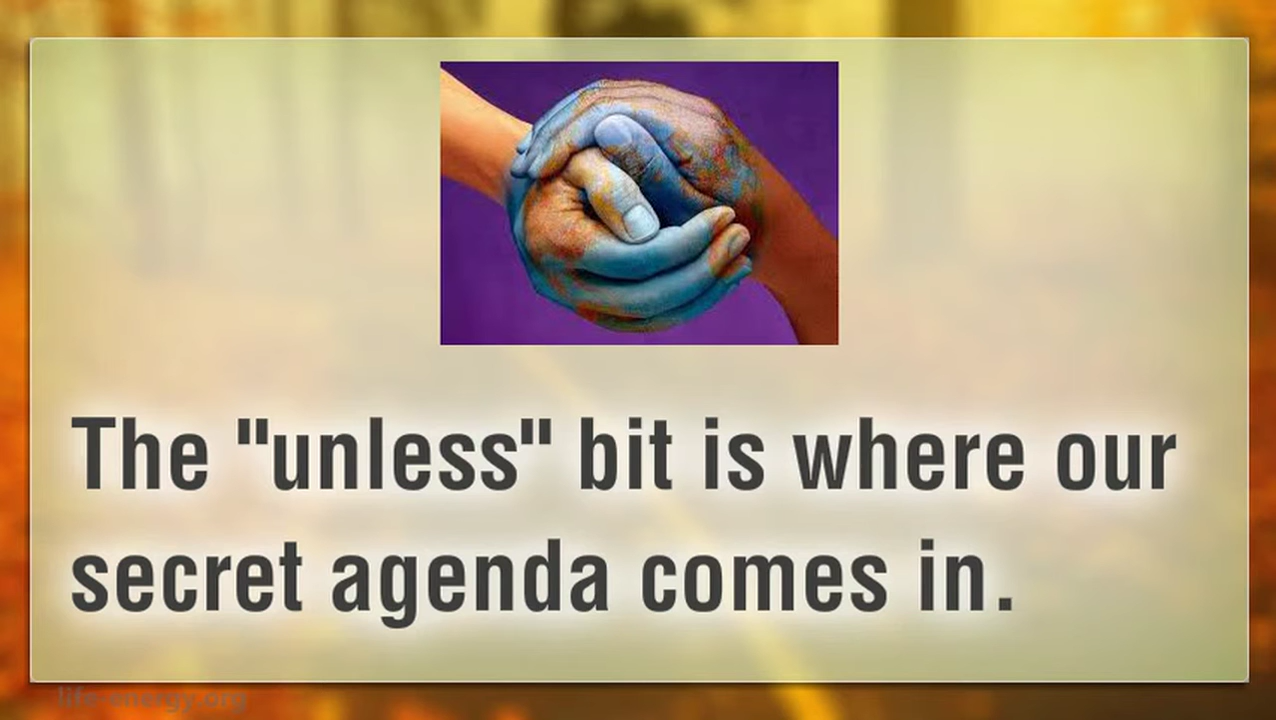 The "unless" bit is where our
secret agenda comes in.
life-energy.org